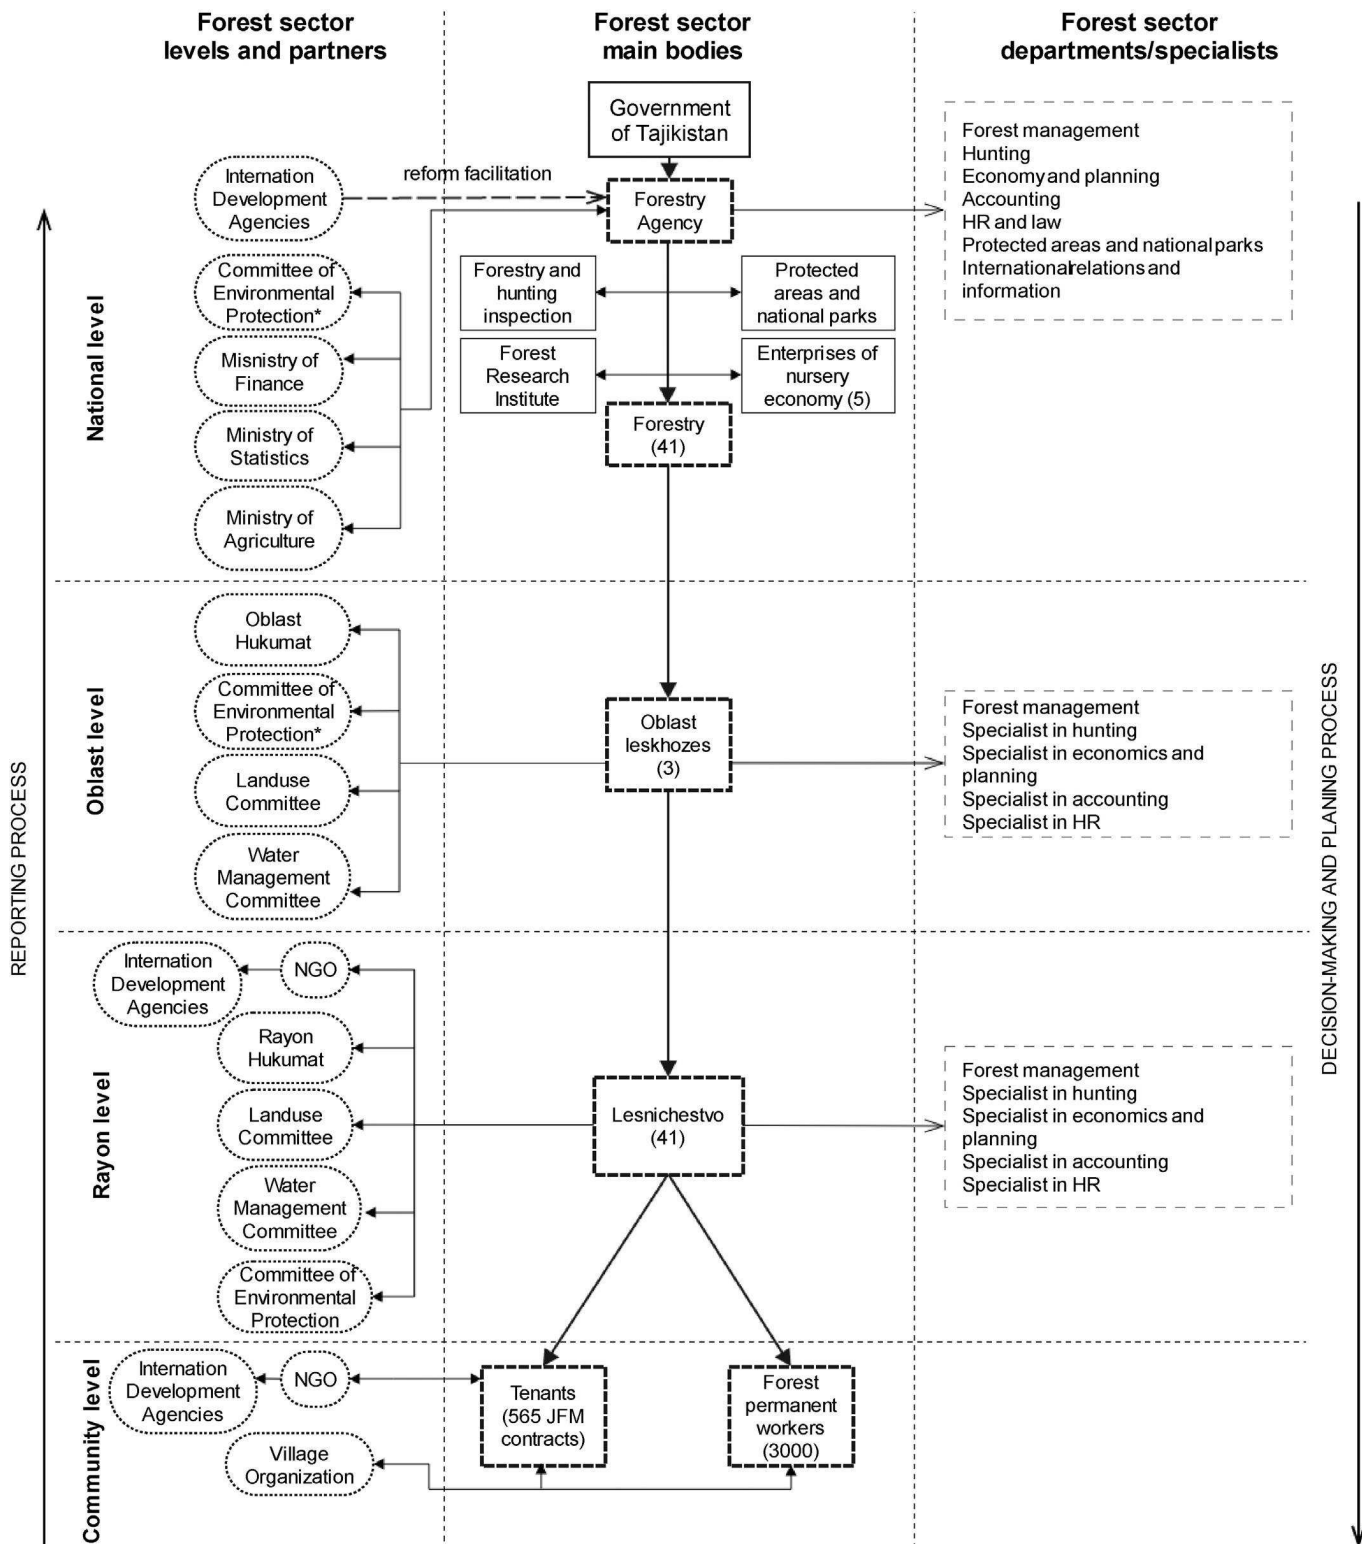 Forest sector
levels and partners
Forest sector
main bodies
Forest sector
departments/specialists
Government
of Tajikistan
reform facilitation
Internation
Development
Agencies
Forestry
Agency
Forest management
Hunting
Economy and planning
Accounting
HR and law
Protected areas and national parks
Internationalrelations and
information
National level
Committee of
Environmental
Protection*
Misnistry of
Finance
Ministry of
Statistics
Ministry of
Agriculture
Forestry and
hunting
inspection
Protected
areas and
national parks
Forest
Research
Institute
Enterprises of
nursery
economy (5)
Forestry
(41)
Oblast level
Oblast
Hukumat
Committee of
Environmental
Protection*
Landuse
Committee
Water
Management
Committee
Oblast
leskhozes
(3)
Forest management
Specialist in hunting
Specialist in economics and
planning
Specialist in accounting
Specialist in HR
REPORTING PROCESS
DECISION-MAKING AND PLANING PROCESS
Rayon level
Internation
Development
Agencies
NGO
Rayon
Hukumat
Landuse
Committee
Water
Management
Committee
Committee of
Environmental
Protection
Lesnichestvo
(41)
Forest management
Specialist in hunting
Specialist in economics and
planning
Specialist in accounting
Specialist in HR
Community level
Internation
Development
Agencies
NGO
Village
Organization
Tenants
(565 JFM
contracts)
Forest
permanent
workers
(3000)